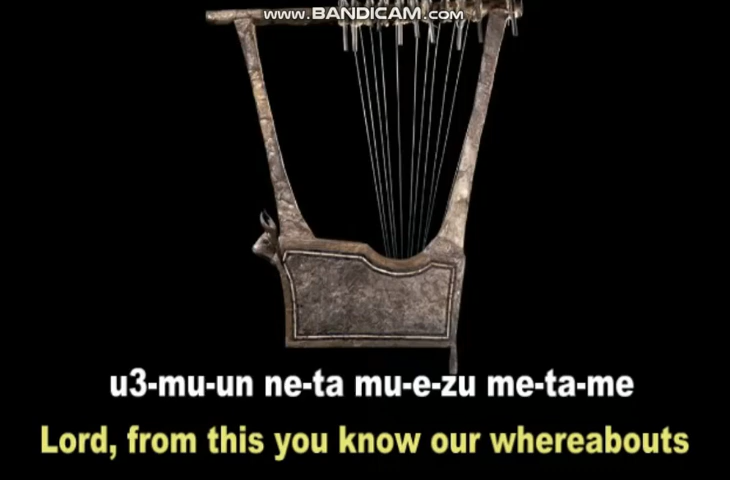 www.BANDICAM.com
u3-mu-un ne-ta mu-e-zu me-ta-me
Lord, from this you know our whereabouts